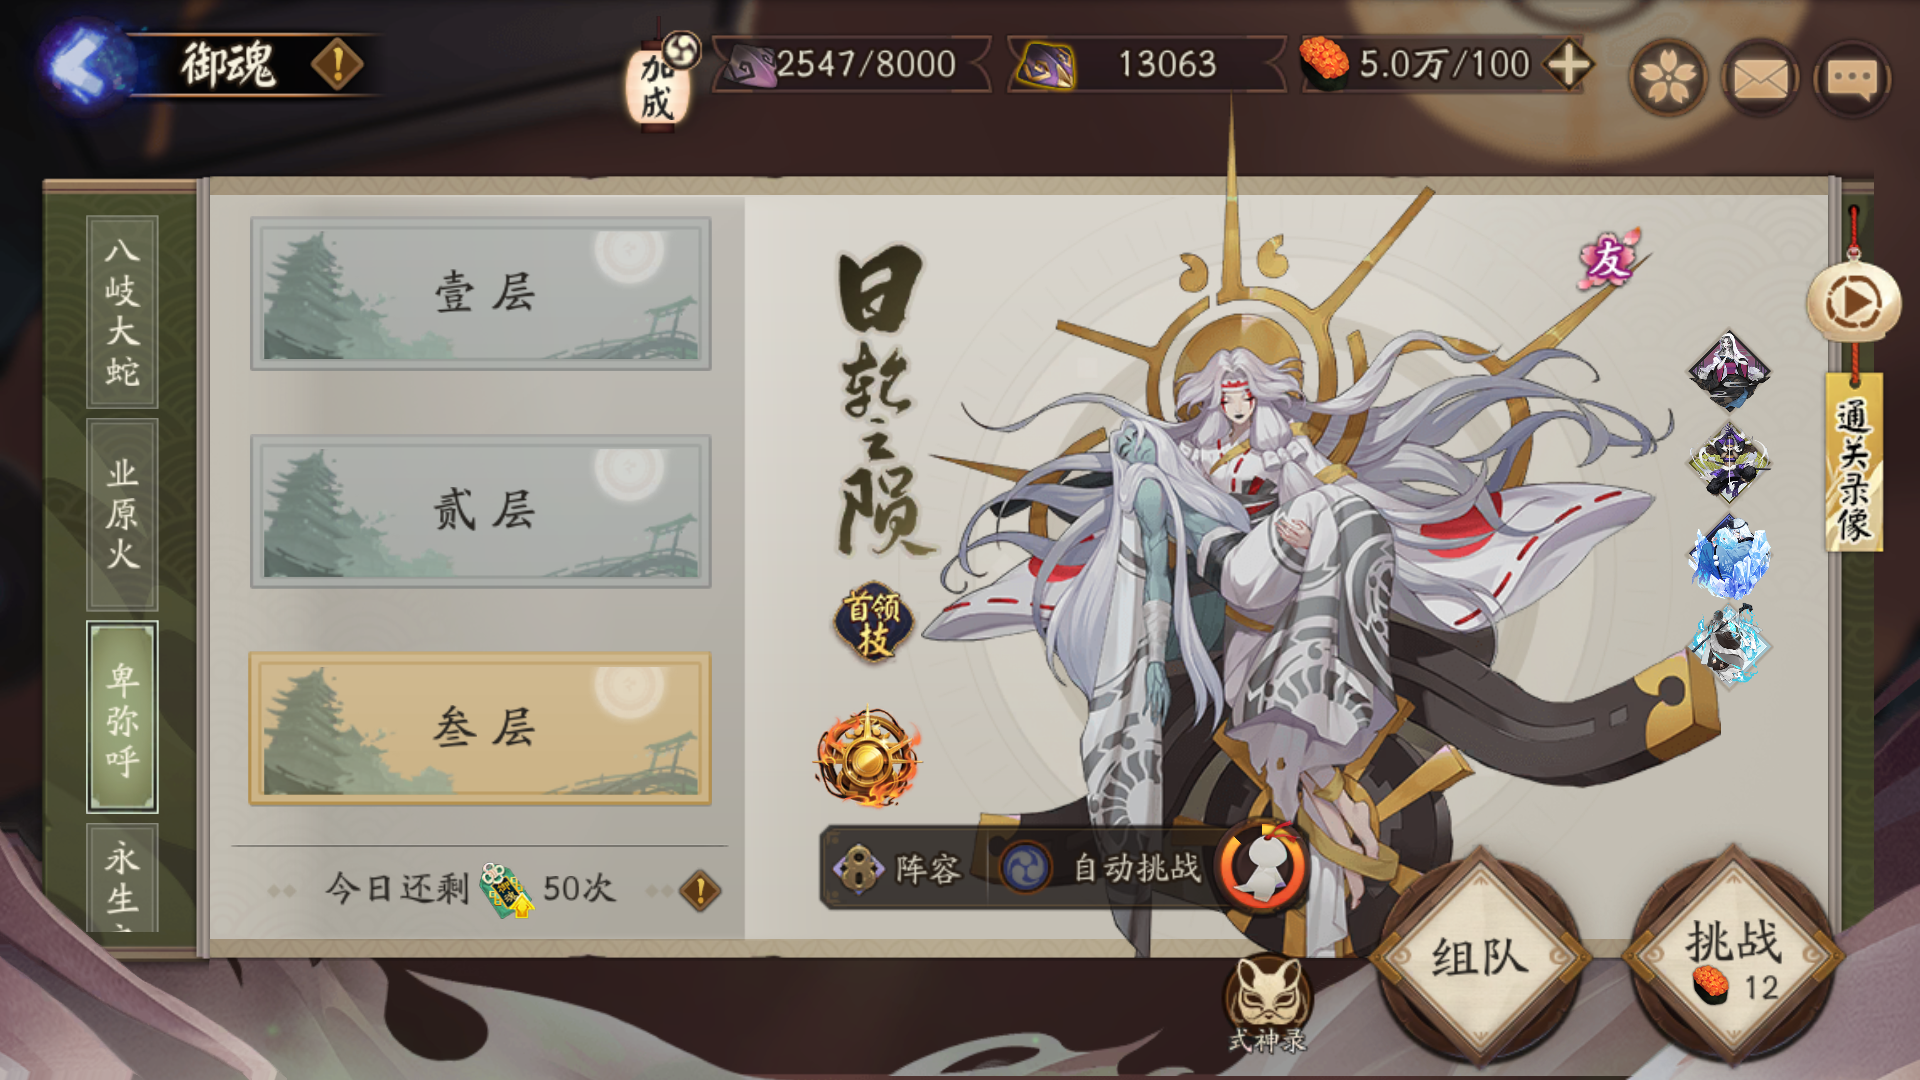 御魂
加成
2547/8000
13063
5.0万/100
八岐大蛇
业原火
卑弥呼
永生
壹层
贰层
叁层
今日还剩
50次
日轮之陨
首领技
友
通关录像
阵容
自动挑战
组队
挑战
12
式神录